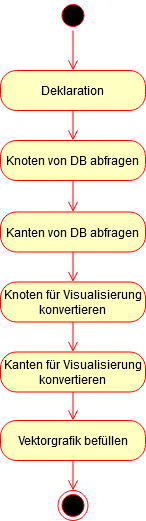 Deklaration
Knoten von DB abfragen
Kanten von DB abfragen
Knoten für Visualisierung
konvertieren
Kanten für Visualisierung
konvertieren
Vektorgrafik befüllen